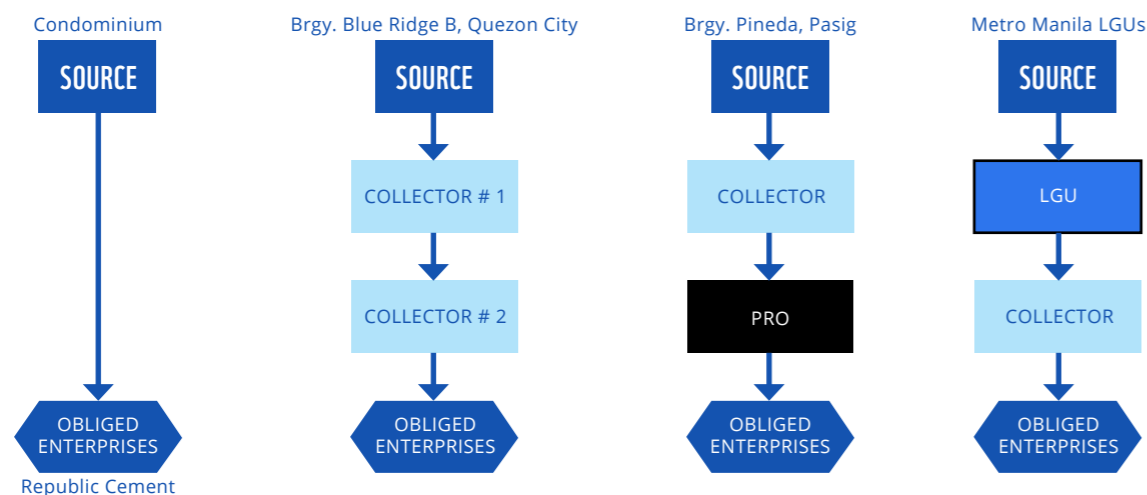 Condominium
SOURCE
OBLIGED
ENTERPRISES
Republic Cement
Brgy. Blue Ridge B, Quezon City
SOURCE
COLLECTOR # 1
COLLECTOR # 2
OBLIGED
ENTERPRISES
Brgy. Pineda, Pasig
SOURCE
COLLECTOR
PRO
OBLIGED
ENTERPRISES
Metro Manila LGUs
SOURCE
LGU
COLLECTOR
OBLIGED
ENTERPRISES